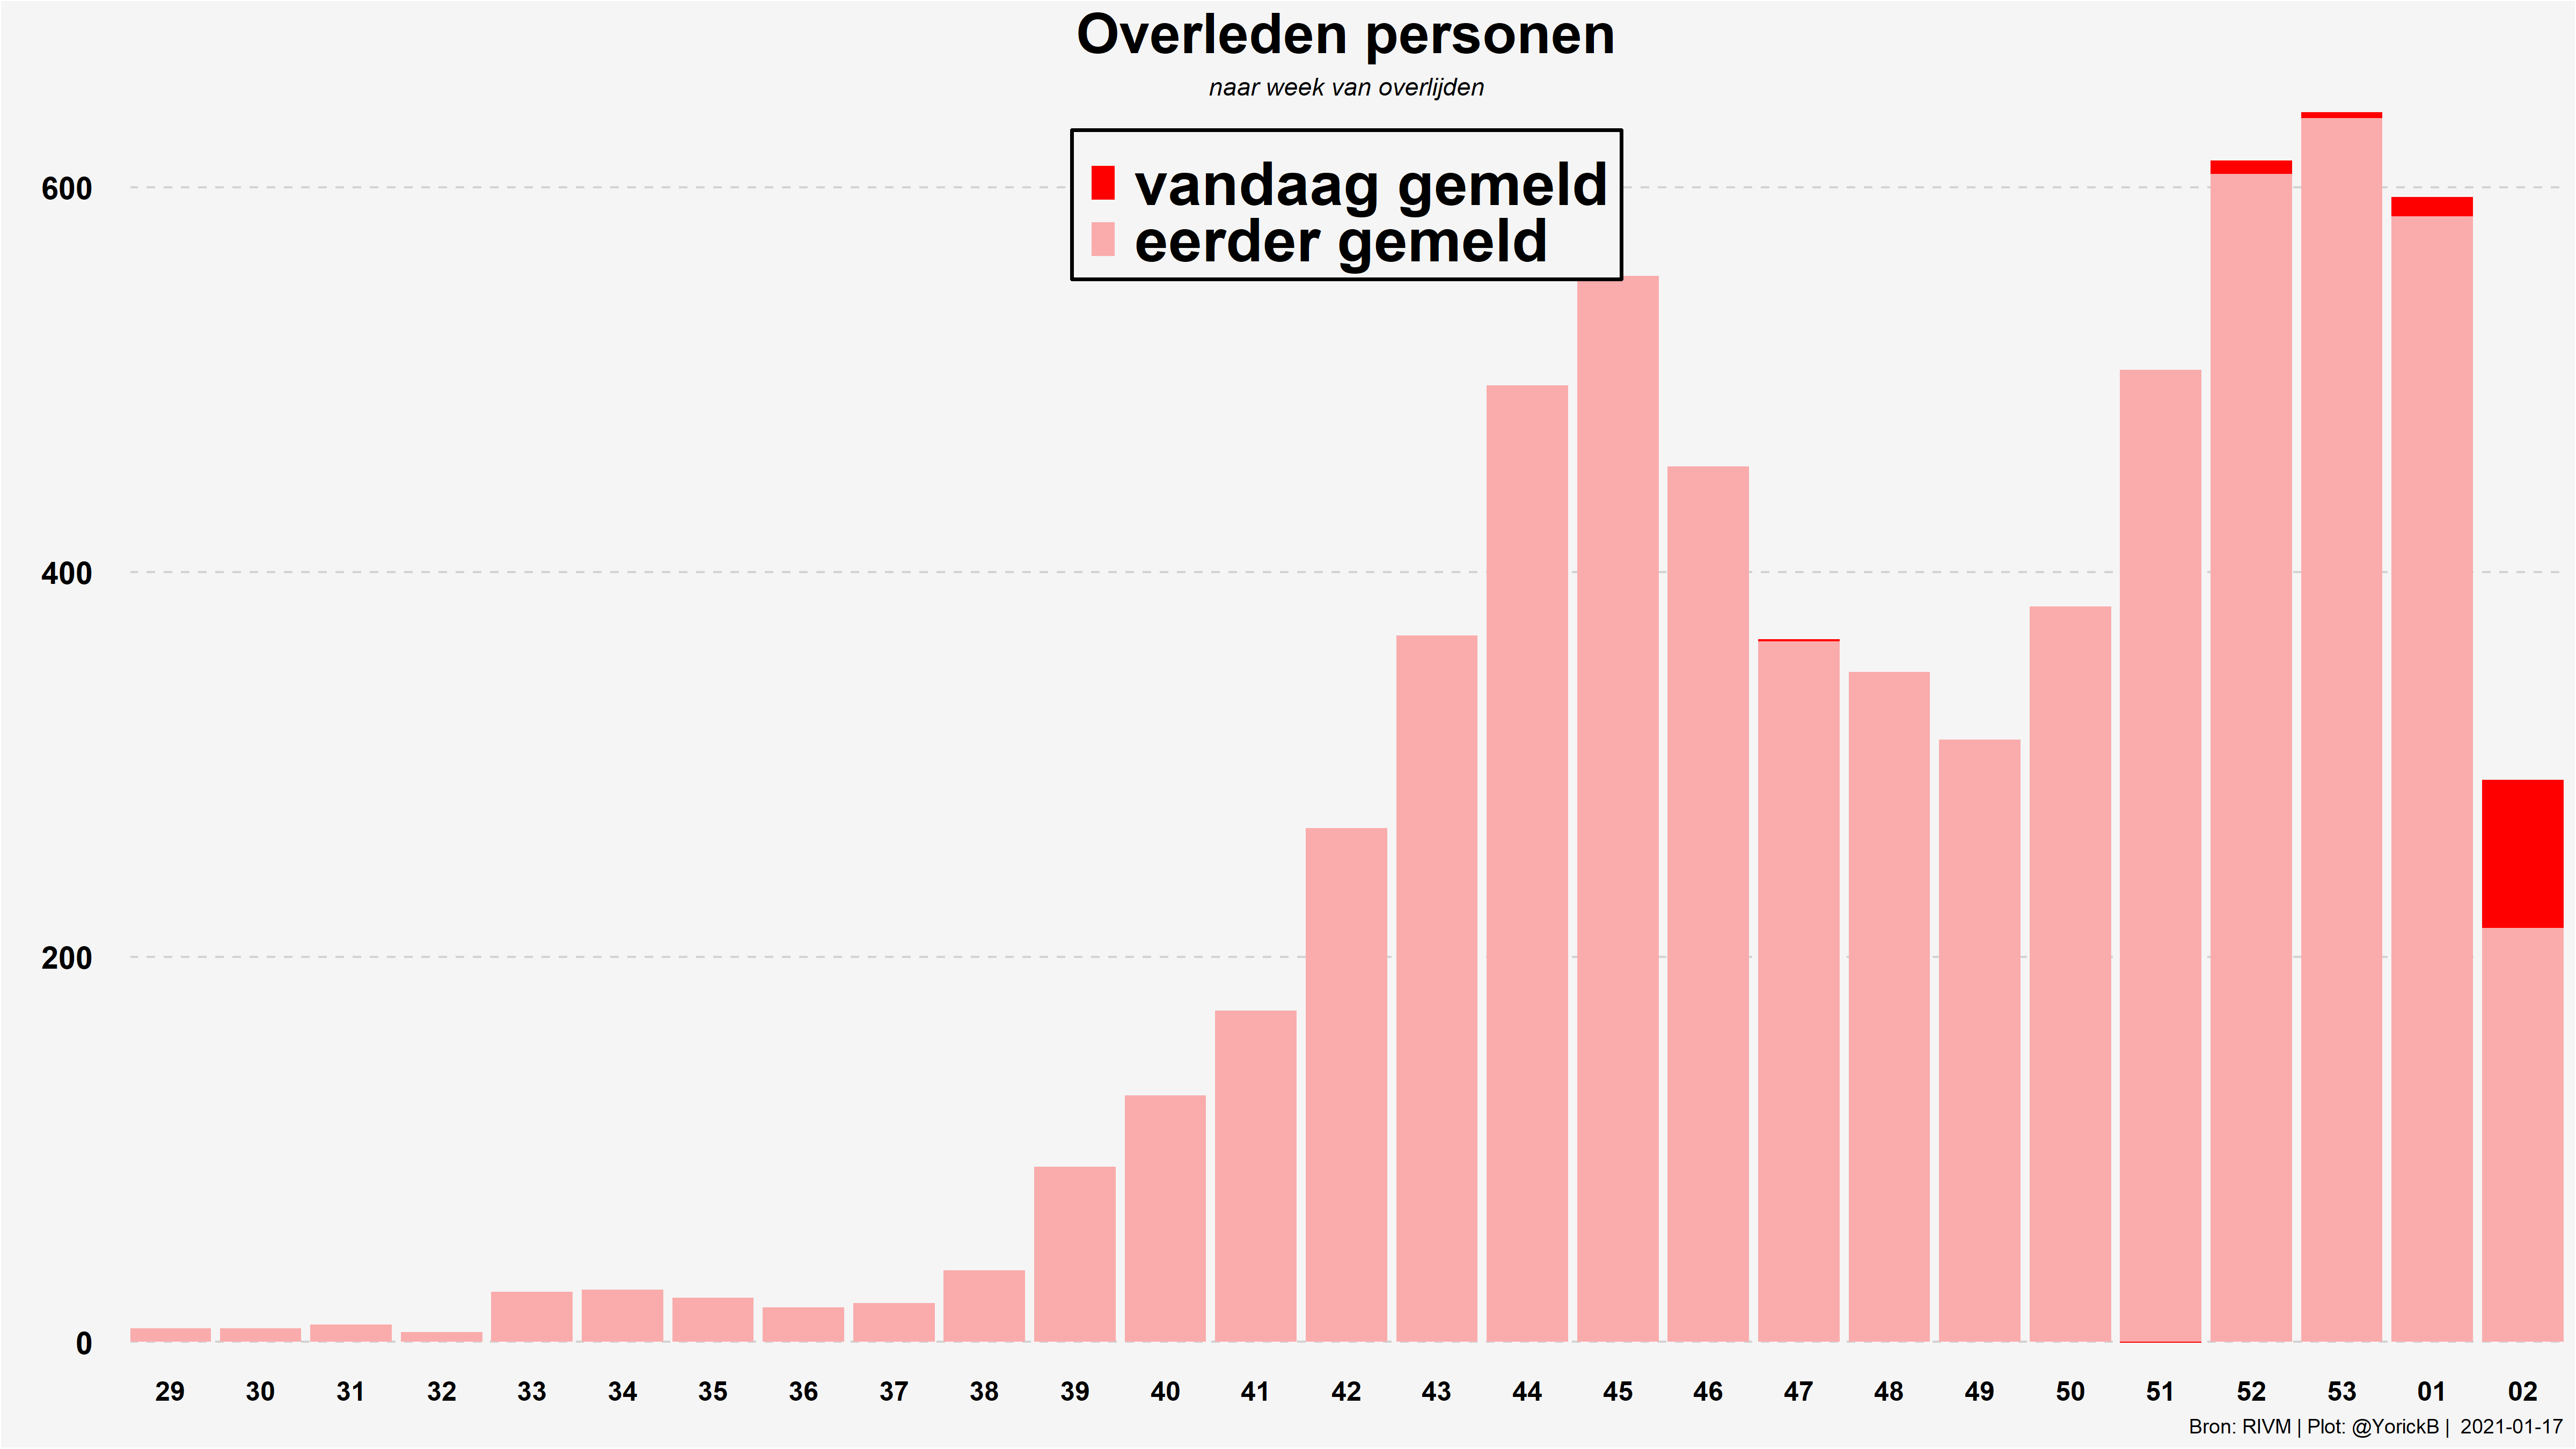 Overleden personen
naar week van overlijden
vandaag gemeld
eerder gemeld
600
400
200
0
29 30 31 32 33 34 35 36 37 38 39 40 41 42 43 44 45 46 47 48 49 50 51 52 53 01 02
Bron: RIVM | Plot: @YorickB | 2021-01-17